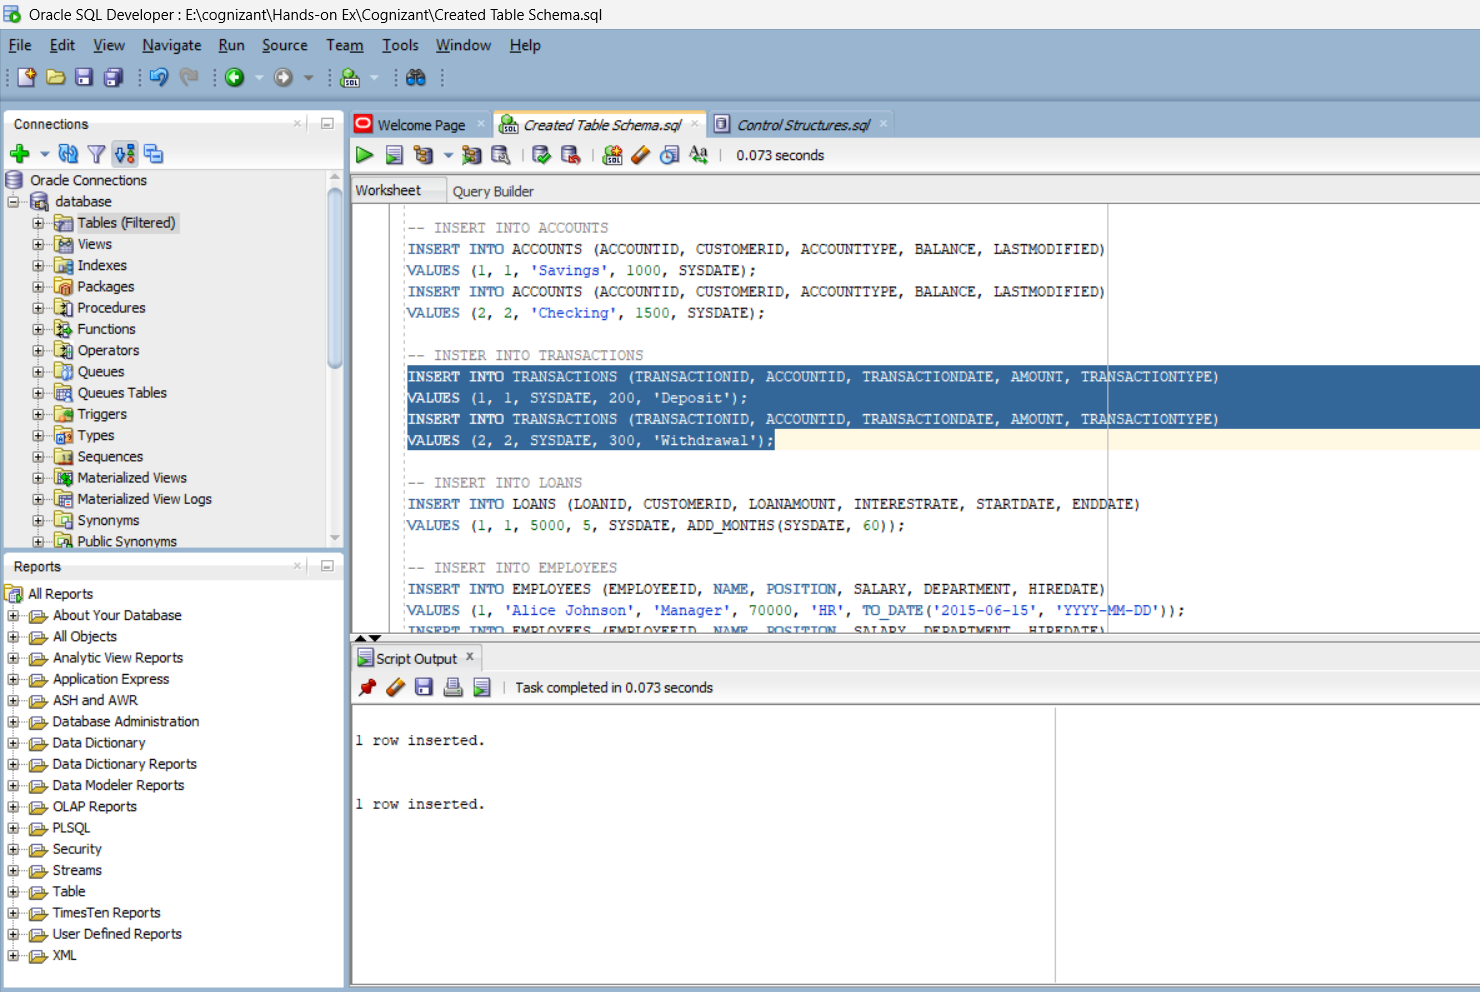 Oracle SQL Developer : E:\cognizant\Hands-on Ex\Cognizant\Created Table Schema.sql
File Edit View Navigate Run Source Team Tools Window Help
Connections
Oracle Connections
database
Tables (Filtered)
Views
Indexes
Packages
Procedures
Functions
Operators
Queues
Queues Tables
Triggers
Types
Sequences
Materialized Views
Materialized View Logs
Synonyms
Public Synonyms
Reports
All Reports
About Your Database
All Objects
Analytic View Reports
Application Express
ASH and AWR
Database Administration
Data Dictionary
Data Dictionary Reports
Data Modeler Reports
OLAP Reports
PLSQL
Security
Streams
Table
TimesTen Reports
User Defined Reports
XML
Welcome Page Created Table Schema.sql Control Structures.sql
0.073 seconds
Worksheet Query Builder
-- INSERT INTO ACCOUNTS
INSERT INTO ACCOUNTS (ACCOUNTID, CUSTOMERID, ACCOUNTTYPE, BALANCE, LASTMODIFIED)
VALUES (1, 1, 'Savings', 1000, SYSDATE);
INSERT INTO ACCOUNTS (ACCOUNTID, CUSTOMERID, ACCOUNTTYPE, BALANCE, LASTMODIFIED)
VALUES (2, 2, 'Checking', 1500, SYSDATE);
-- INSTER INTO TRANSACTIONS
INSERT INTO TRANSACTIONS (TRANSACTIONID, ACCOUNTID, TRANSACTIONDATE, AMOUNT, TRANSACTIONTYPE)
VALUES (1, 1, SYSDATE, 200, 'Deposit');
INSERT INTO TRANSACTIONS (TRANSACTIONID, ACCOUNTID, TRANSACTIONDATE, AMOUNT, TRANSACTIONTYPE)
VALUES (2, 2, SYSDATE, 300, 'Withdrawal');
-- INSERT INTO LOANS
INSERT INTO LOANS (LOANID, CUSTOMERID, LOANAMOUNT, INTERESTRATE, STARTDATE, ENDDATE)
VALUES (1, 1, 5000, 5, SYSDATE, ADD_MONTHS(SYSDATE, 60));
-- INSERT INTO EMPLOYEES
INSERT INTO EMPLOYEES (EMPLOYEEID, NAME, POSITION, SALARY, DEPARTMENT, HIREDATE)
VALUES (1, 'Alice Johnson', 'Manager', 70000, 'HR', TO_DATE('2015-06-15', 'YYYY-MM-DD'));
INSERT INTO EMPLOYEES (EMPLOYEEID, NAME, POSITION, SALARY, DEPARTMENT, HIREDATE)
Script Output
Task completed in 0.073 seconds
1 row inserted.
1 row inserted.